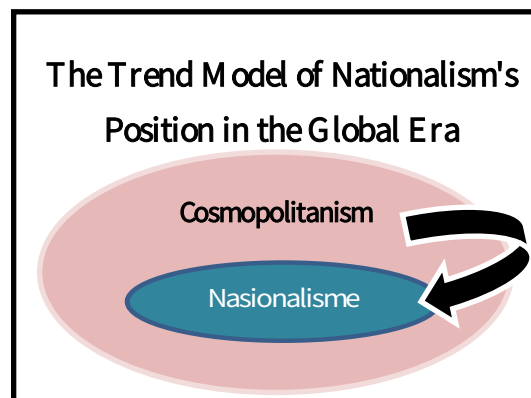 The Trend Model of Nationalism's
Position in the Global Era
Cosmopolitanism
Nasionalisme